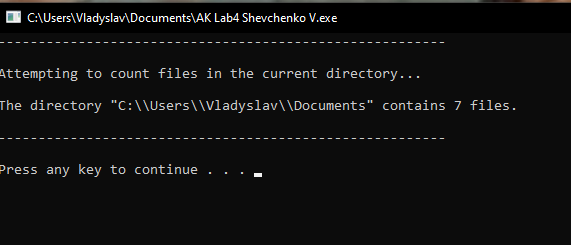 C:\Users\Vladyslav\Documents\AK Lab4 Shevchenko V.exe
--------------------------------------------------------
Attempting to count files in the current directory...
The directory "C:\\Users\\Vladyslav\\Documents" contains 7 files.
--------------------------------------------------------
Press any key to continue . . .